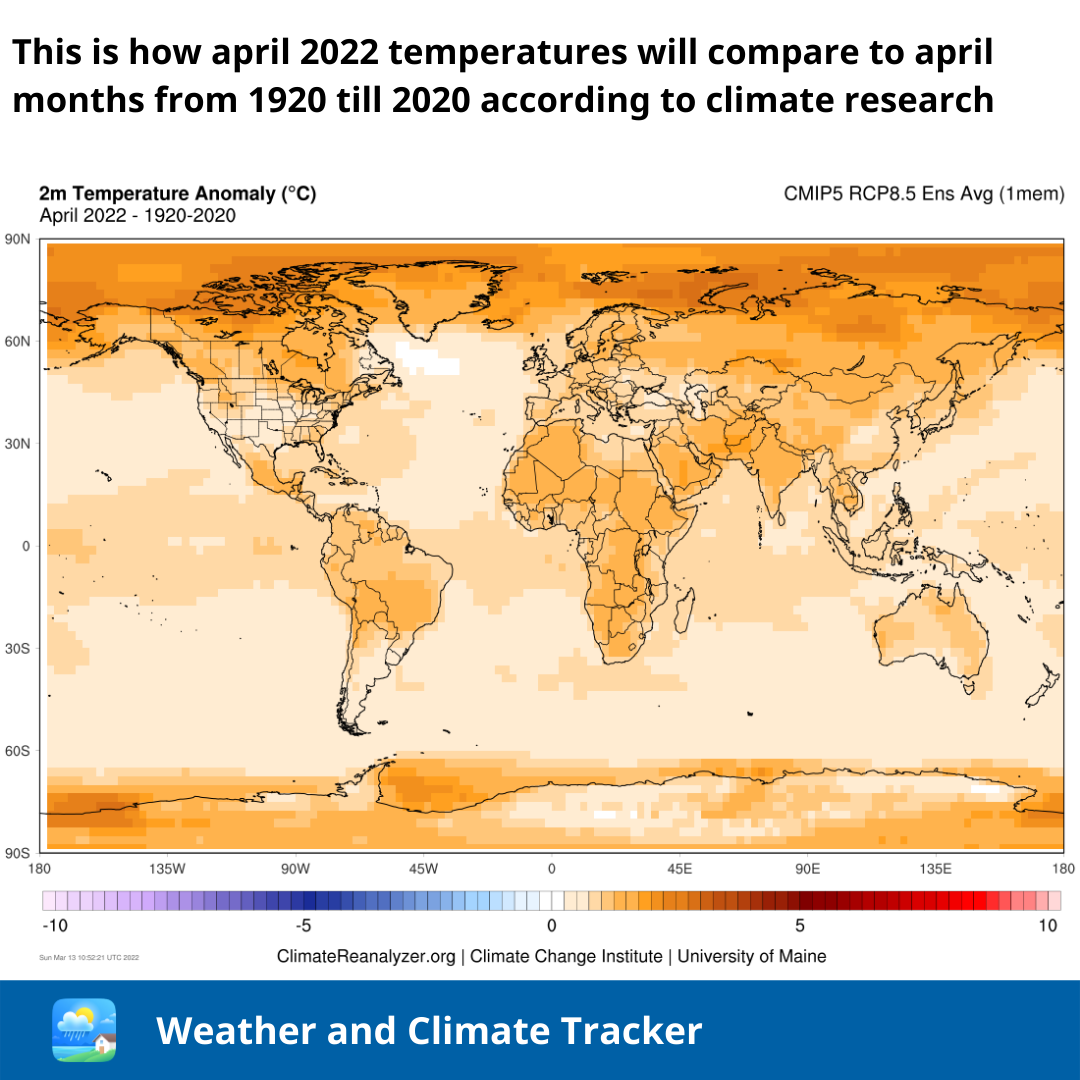 This is how april 2022 temperatures will compare to april
months from 1920 till 2020 according to climate research
2m Temperature Anomaly (°C)
CMIP5 RCP8.5 Ens Avg (1mem)
April 2022 - 1920-2020
90N
60N
30N
0
30S
60S
90S
180 135W 90W 45W 0 45E 90E 135E 180
-10 -5 0 5 10
Sun Mar 13 10:52:21 UTC 2022
ClimateReanalyzer.org | Climate Change Institute | University of Maine
Weather and Climate Tracker